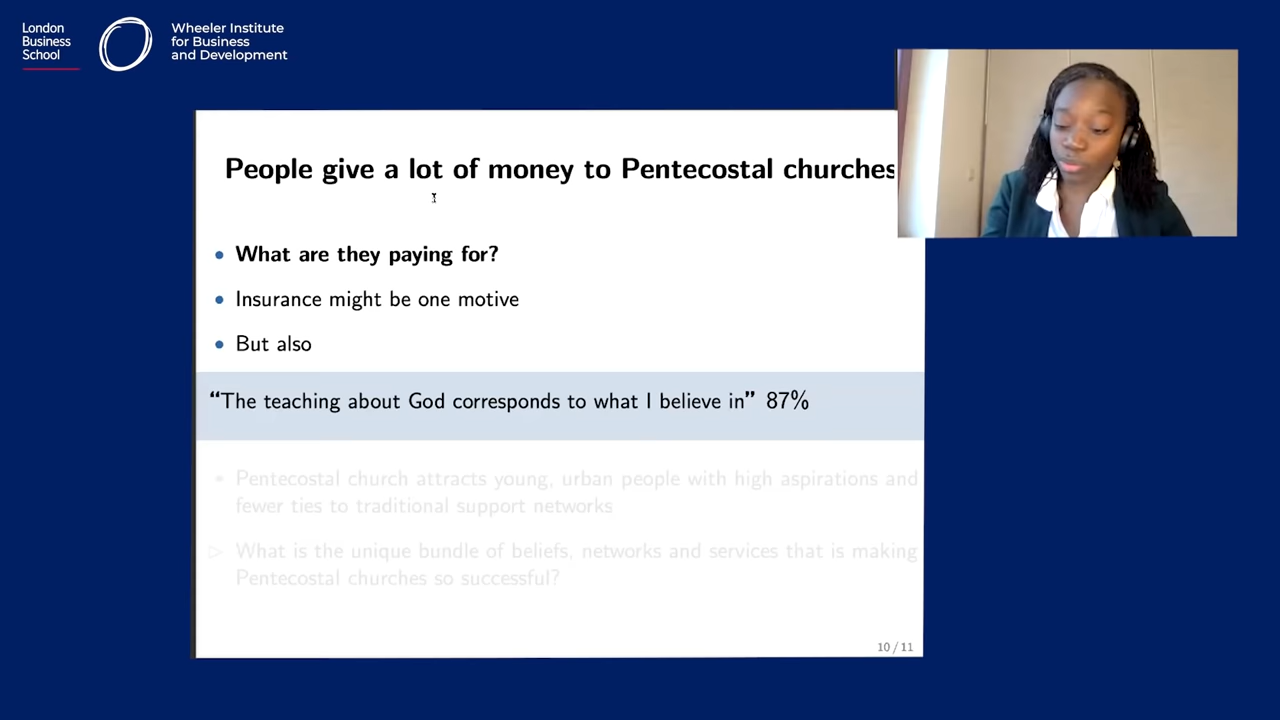 London
Business
School
Wheeler Institute
for Business
and Development
People give a lot of money to Pentecostal churches
• What are they paying for?
• Insurance might be one motive
• But also
“The teaching about God corresponds to what I believe in” 87%
• Pentecostal church attracts young, urban people with high aspirations and
fewer ties to traditional support networks
▷ What is the unique bundle of beliefs, networks and services that is making
Pentecostal churches so successful?
10 / 11